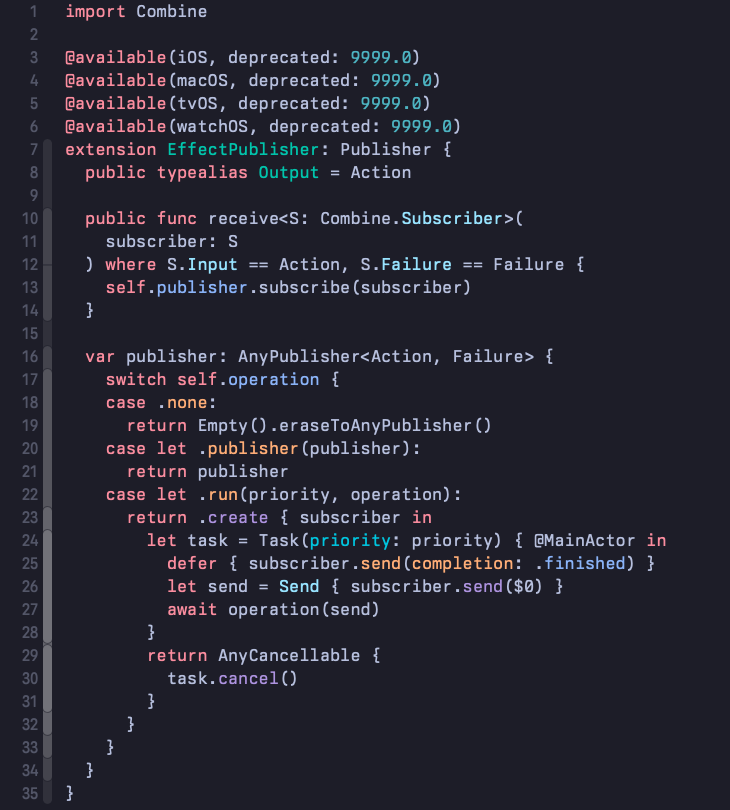 1 import Combine
2
3 @available(iOS, deprecated: 9999.0)
4 @available(macOS, deprecated: 9999.0)
5 @available(tvOS, deprecated: 9999.0)
6 @available(watchOS, deprecated: 9999.0)
7 extension EffectPublisher: Publisher {
8   public typealias Output = Action
9
10   public func receive<S: Combine.Subscriber>(
11     subscriber: S
12   ) where S.Input == Action, S.Failure == Failure {
13     self.publisher.subscribe(subscriber)
14   }
15
16   var publisher: AnyPublisher<Action, Failure> {
17     switch self.operation {
18     case .none:
19       return Empty().eraseToAnyPublisher()
20     case let .publisher(publisher):
21       return publisher
22     case let .run(priority, operation):
23       return .create { subscriber in
24         let task = Task(priority: priority) { @MainActor in
25           defer { subscriber.send(completion: .finished) }
26           let send = Send { subscriber.send($0) }
27           await operation(send)
28         }
29         return AnyCancellable {
30           task.cancel()
31         }
32       }
33     }
34   }
35 }